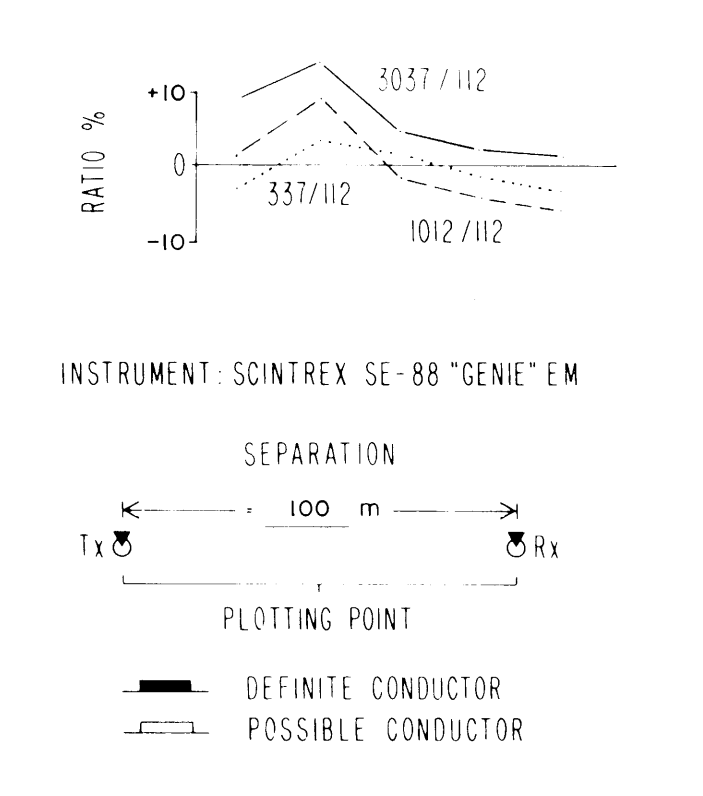 3037 / 112
+10
RATIO %
0
337/112
1012 / 112
-10
INSTRUMENT: SCINTREX SE-88 "GENIE" EM
SEPARATION
= 100 m
Tx Rx
PLOTTING POINT
DEFINITE CONDUCTOR
POSSIBLE CONDUCTOR